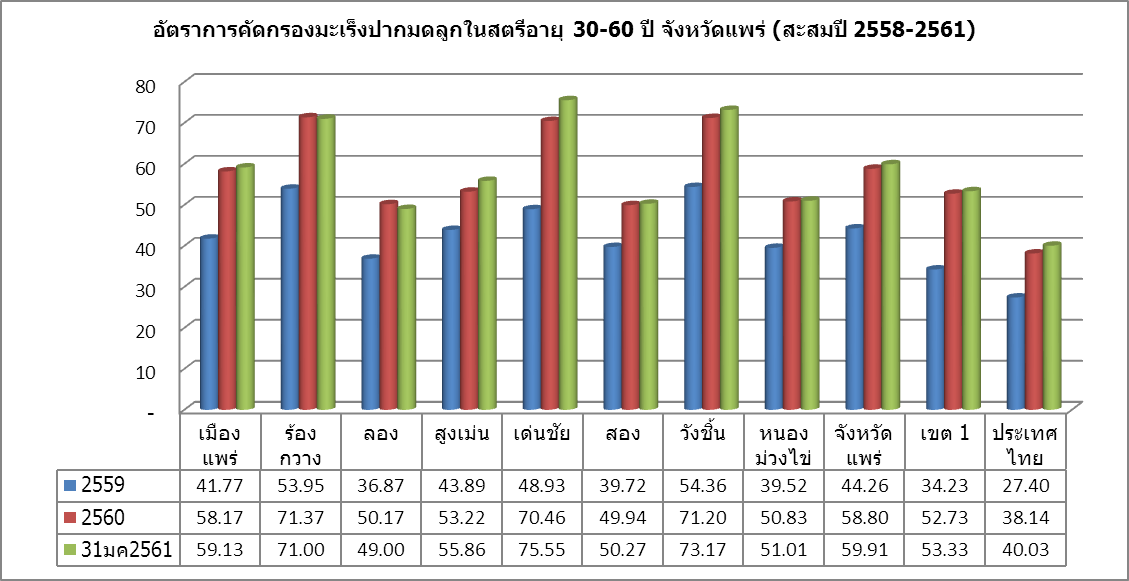 อัตราการคัดกรองมะเร็งปากมดลูกในสตรีอายุ 30-60 ปี จังหวัดแพร่ (สะสมปี 2558-2561)
80
70
60
50
40
30
20
10
-
เมืองแพร่ ร้องกวาง ลอง สูงเม่น เด่นชัย สอง วังชิ้น หนองม่วงไข่ จังหวัดแพร่ เขต 1 ประเทศไทย
2559 41.77 53.95 36.87 43.89 48.93 39.72 54.36 39.52 44.26 34.23 27.40
2560 58.17 71.37 50.17 53.22 70.46 49.94 71.20 50.83 58.80 52.73 38.14
31มค2561 59.13 71.00 49.00 55.86 75.55 50.27 73.17 51.01 59.91 53.33 40.03